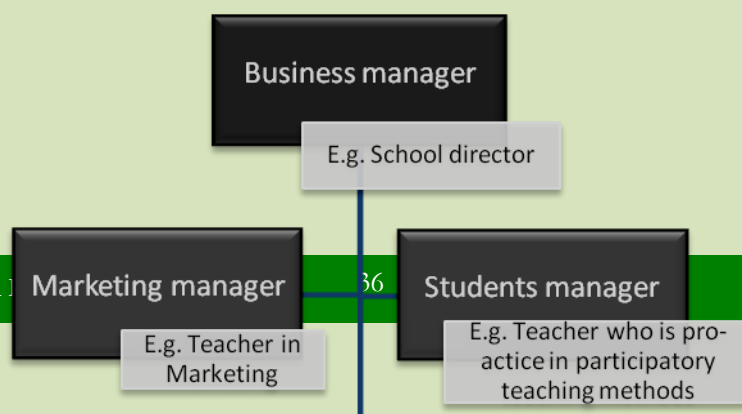 Business manager
E.g. School director
Marketing manager
36
Students manager
E.g. Teacher in
Marketing
E.g. Teacher who is pro-
actice in participatory
teaching methods